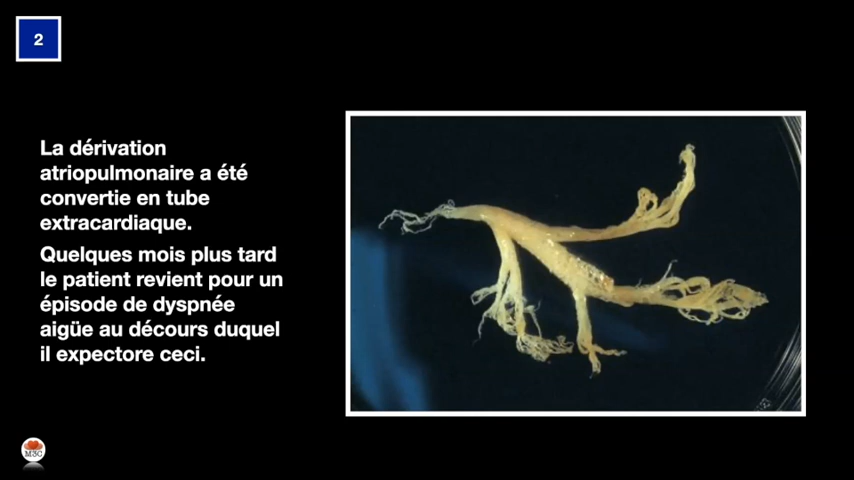 2
La dérivation
atriopulmonaire a été
convertie en tube
extracardiaque.
Quelques mois plus tard
le patient revient pour un
épisode de dyspnée
aigüe au décours duquel
il expectore ceci.
M3C